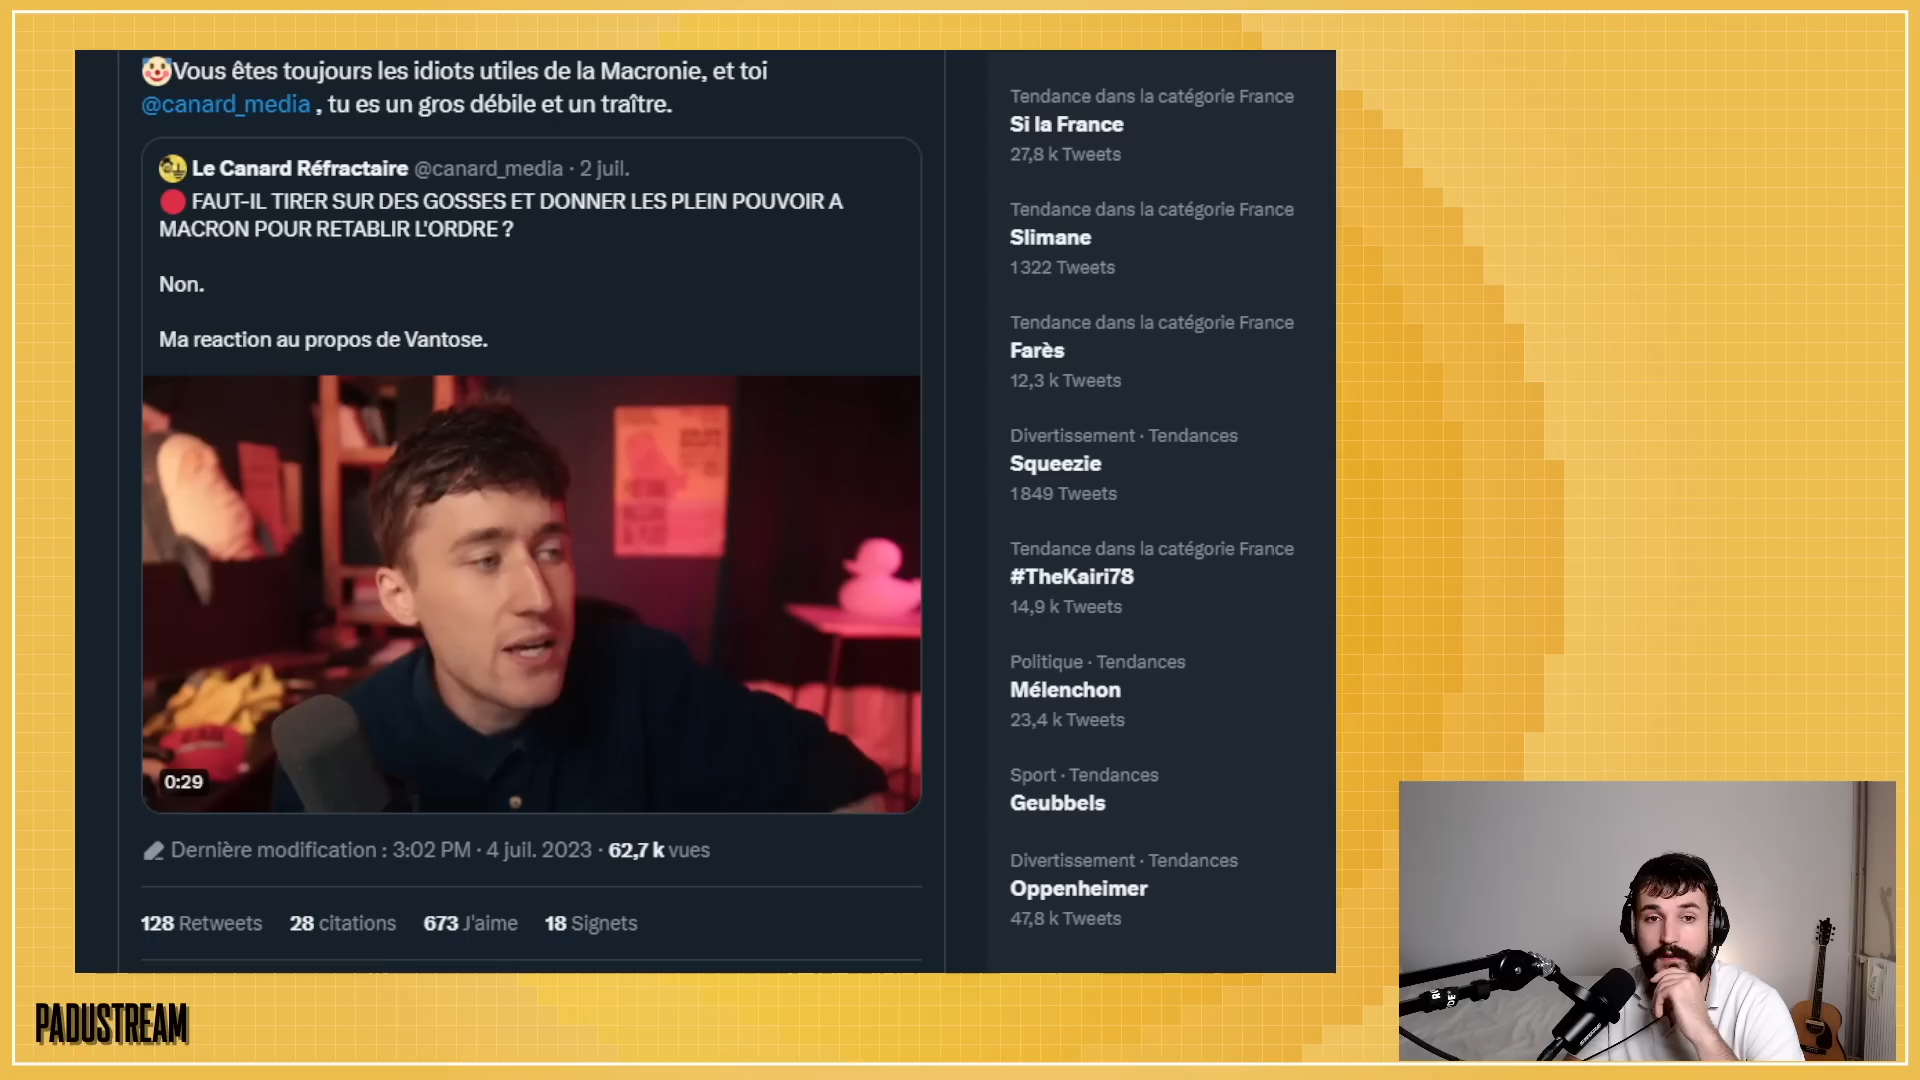 🤡Vous êtes toujours les idiots utiles de la Macronie, et toi
@canard_media , tu es un gros débile et un traître.
Le Canard Réfractaire @canard_media · 2 juil.
🔴 FAUT-IL TIRER SUR DES GOSSES ET DONNER LES PLEIN POUVOIR A
MACRON POUR RETABLIR L'ORDRE ?
Non.
Ma reaction au propos de Vantose.
0:29
Dernière modification : 3:02 PM · 4 juil. 2023 · 62,7 k vues
128 Retweets 28 citations 673 J'aime 18 Signets
Tendance dans la catégorie France
Si la France
27,8 k Tweets
Tendance dans la catégorie France
Slimane
1 322 Tweets
Tendance dans la catégorie France
Farès
12,3 k Tweets
Divertissement · Tendances
Squeezie
1 849 Tweets
Tendance dans la catégorie France
#TheKairi78
14,9 k Tweets
Politique · Tendances
Mélenchon
23,4 k Tweets
Sport · Tendances
Geubbels
Divertissement · Tendances
Oppenheimer
47,8 k Tweets
PADUSTREAM